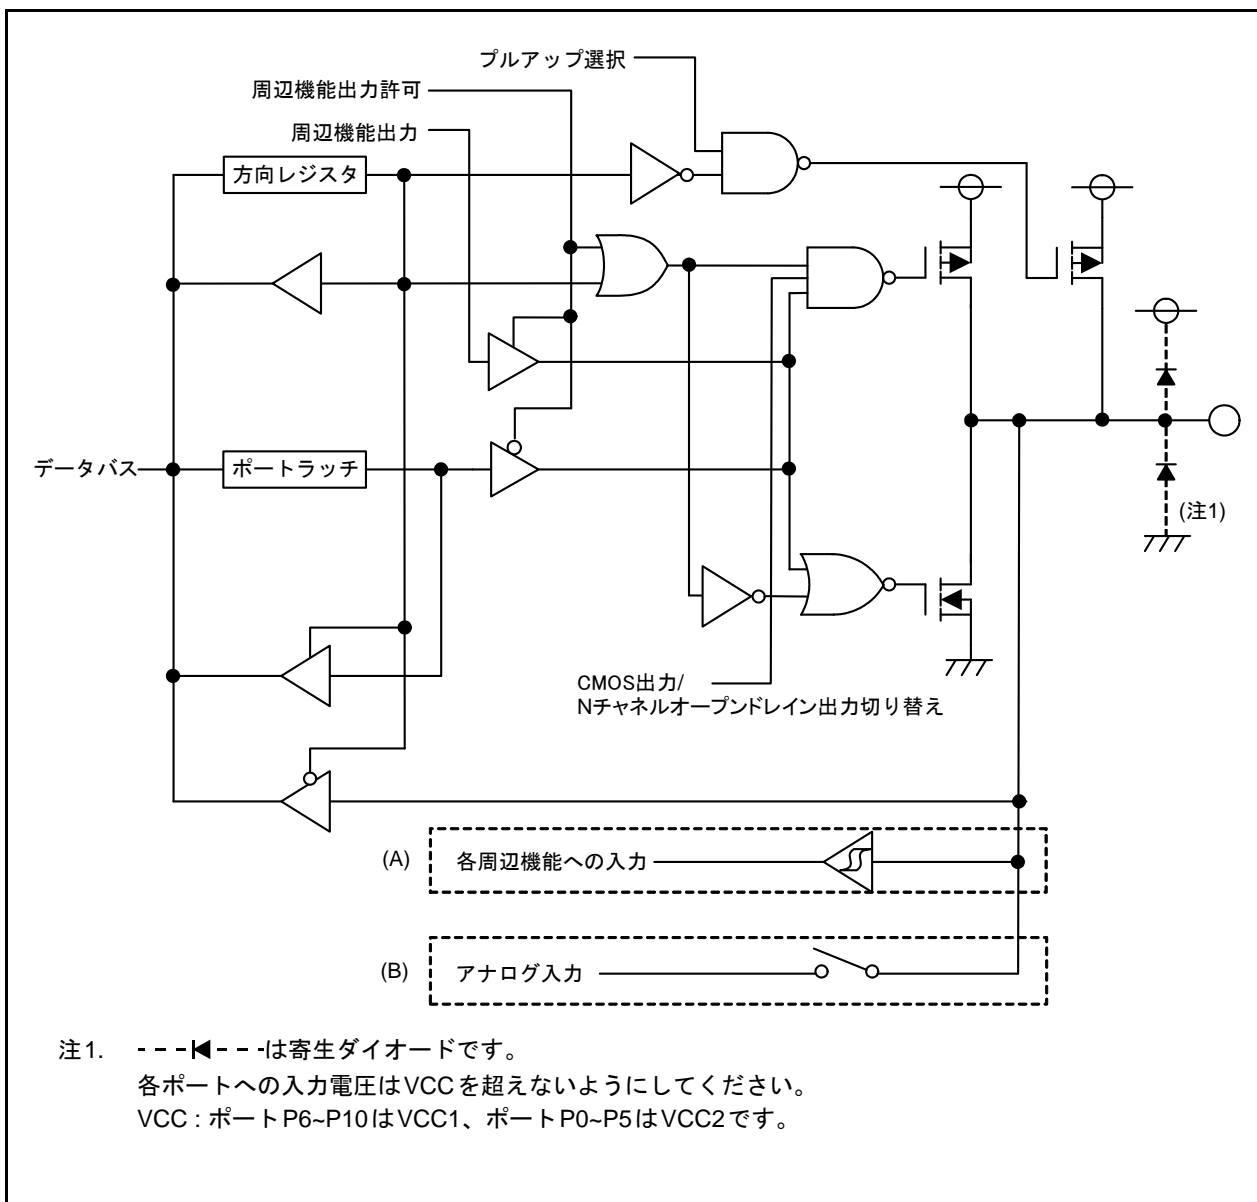 プルアップ選択
周辺機能出力許可
周辺機能出力
方向レジスタ
データバス
ポートラッチ
(注1)
CMOS出力/
Nチャネルオープンドレイン出力切り替え
(A)
各周辺機能への入力
(B)
アナログ入力
注1. は寄生ダイオードです。
各ポートへの入力電圧はVCCを超えないようにしてください。
VCC : ポートP6~P10はVCC1、ポートP0~P5はVCC2です。